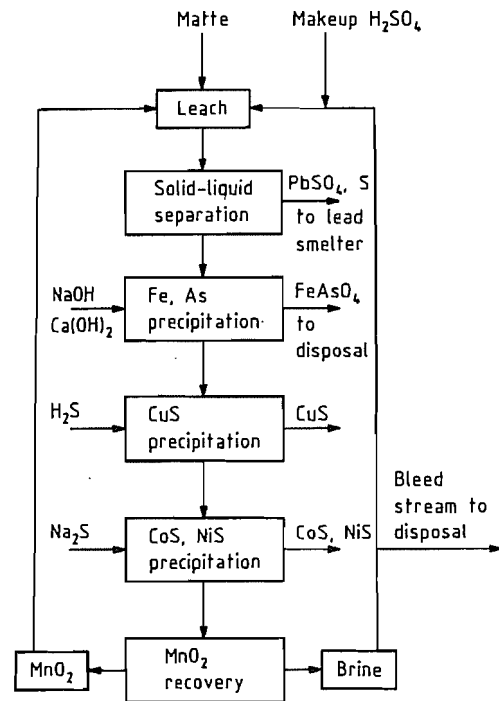 Matte
Makeup H₂SO₄
Leach
Solid-liquid
separation
PbSO₄, S
to lead
smelter
NaOH
Ca(OH)₂
Fe, As
precipitation
FeAsO₄
to
disposal
H₂S
CuS
precipitation
CuS
Bleed
stream to
disposal
Na₂S
CoS, NiS
precipitation
CoS, NiS
MnO₂
MnO₂
recovery
Brine